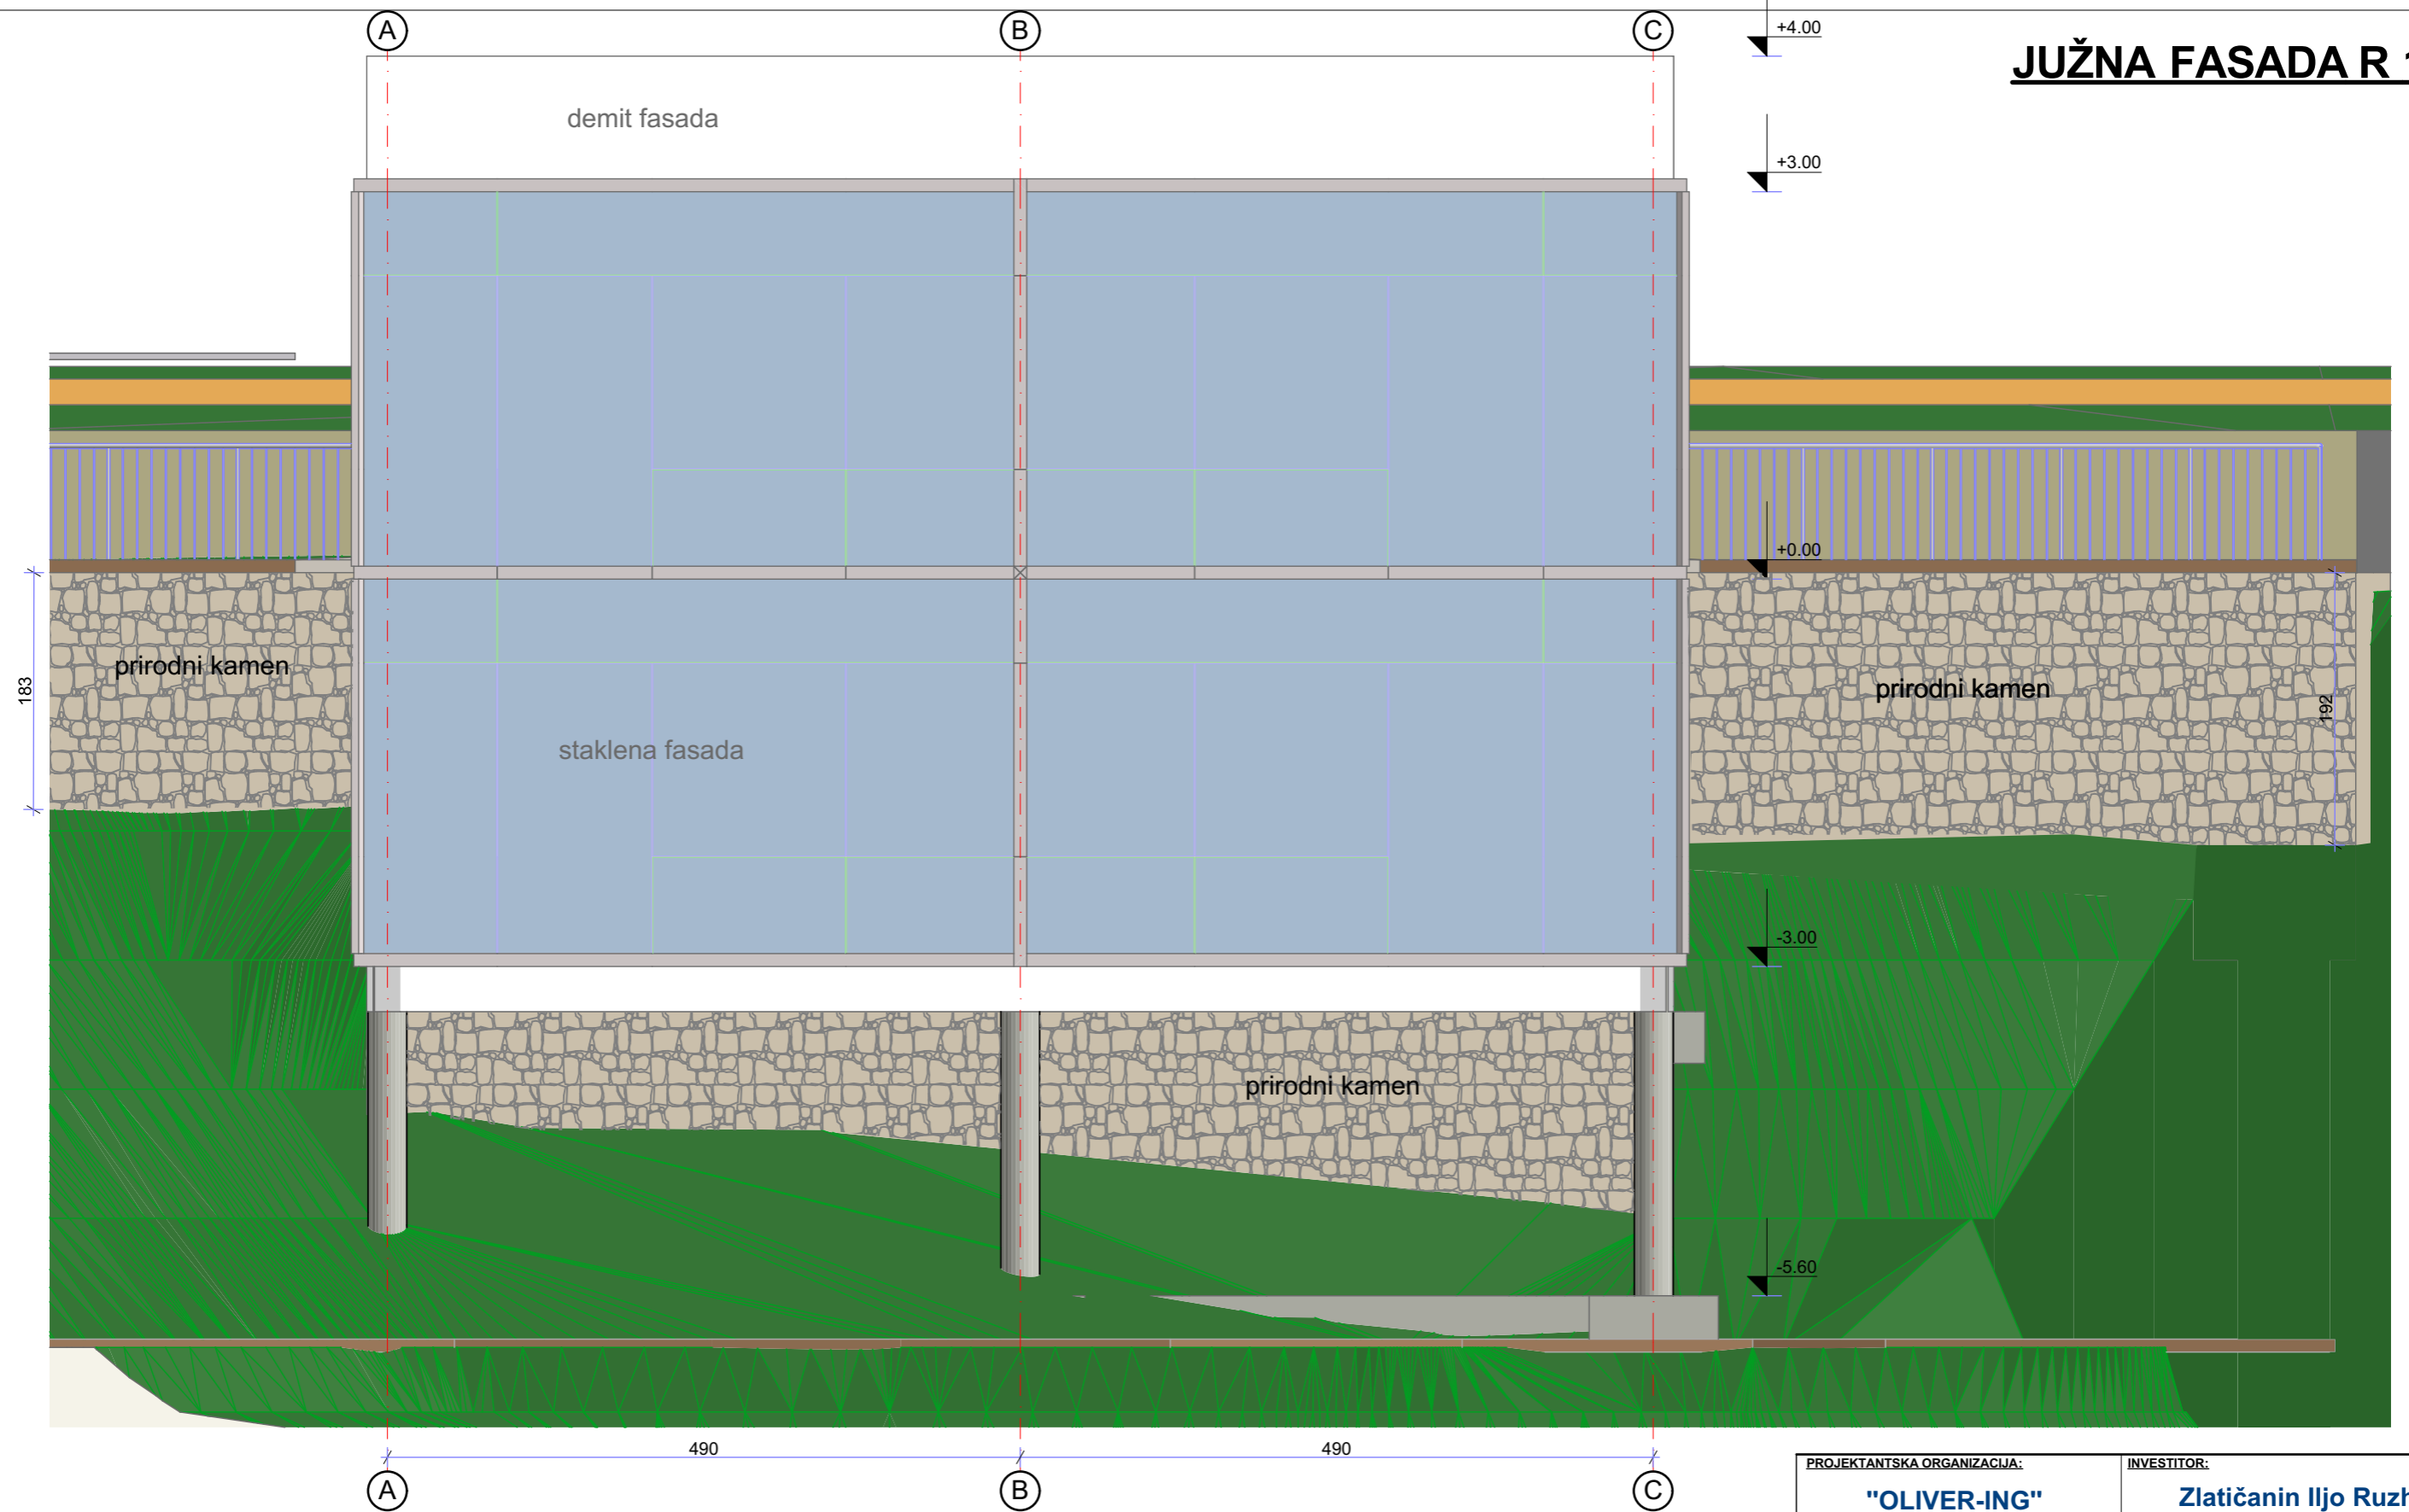 A
B
C
+4.00
JUŽNA FASADA R
demit fasada
+3.00
+0.00
prirodni kamen
prirodni kamen
183
192
staklena fasada
-3.00
prirodni kamen
-5.60
490
490
A
B
C
PROJEKTANTSKA ORGANIZACIJA:
INVESTITOR:
"OLIVER-ING"
Zlatičanin Iljo Ruzh